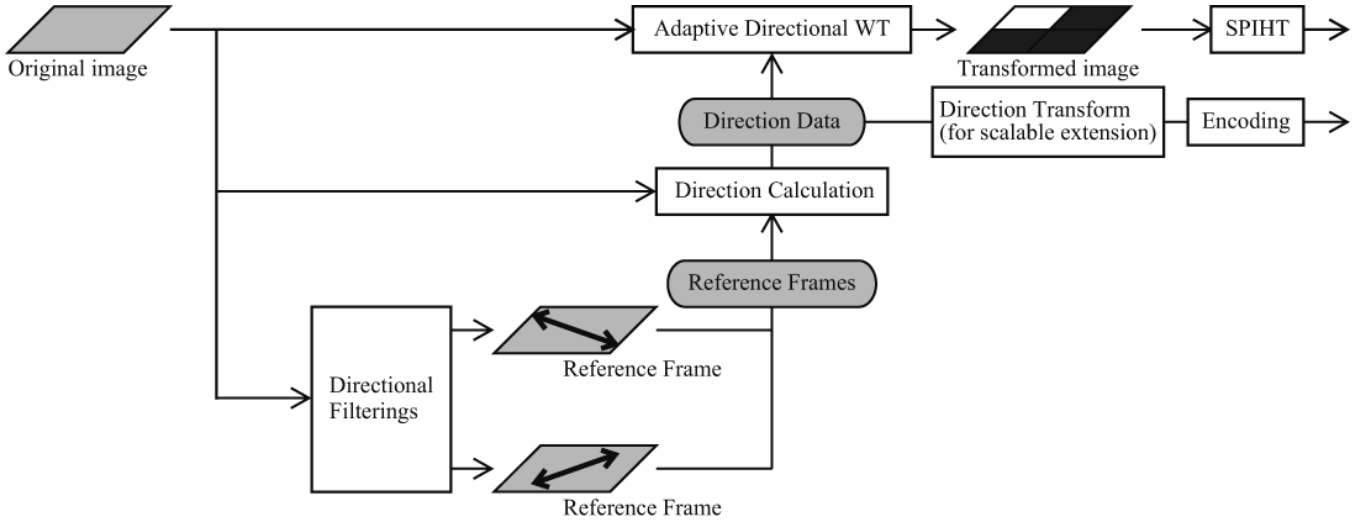 Adaptive Directional WT
SPIHT
Original image
Transformed image
Direction Data
Direction Transform
(for scalable extension)
Encoding
Direction Calculation
Reference Frames
Reference Frame
Directional
Filterings
Reference Frame